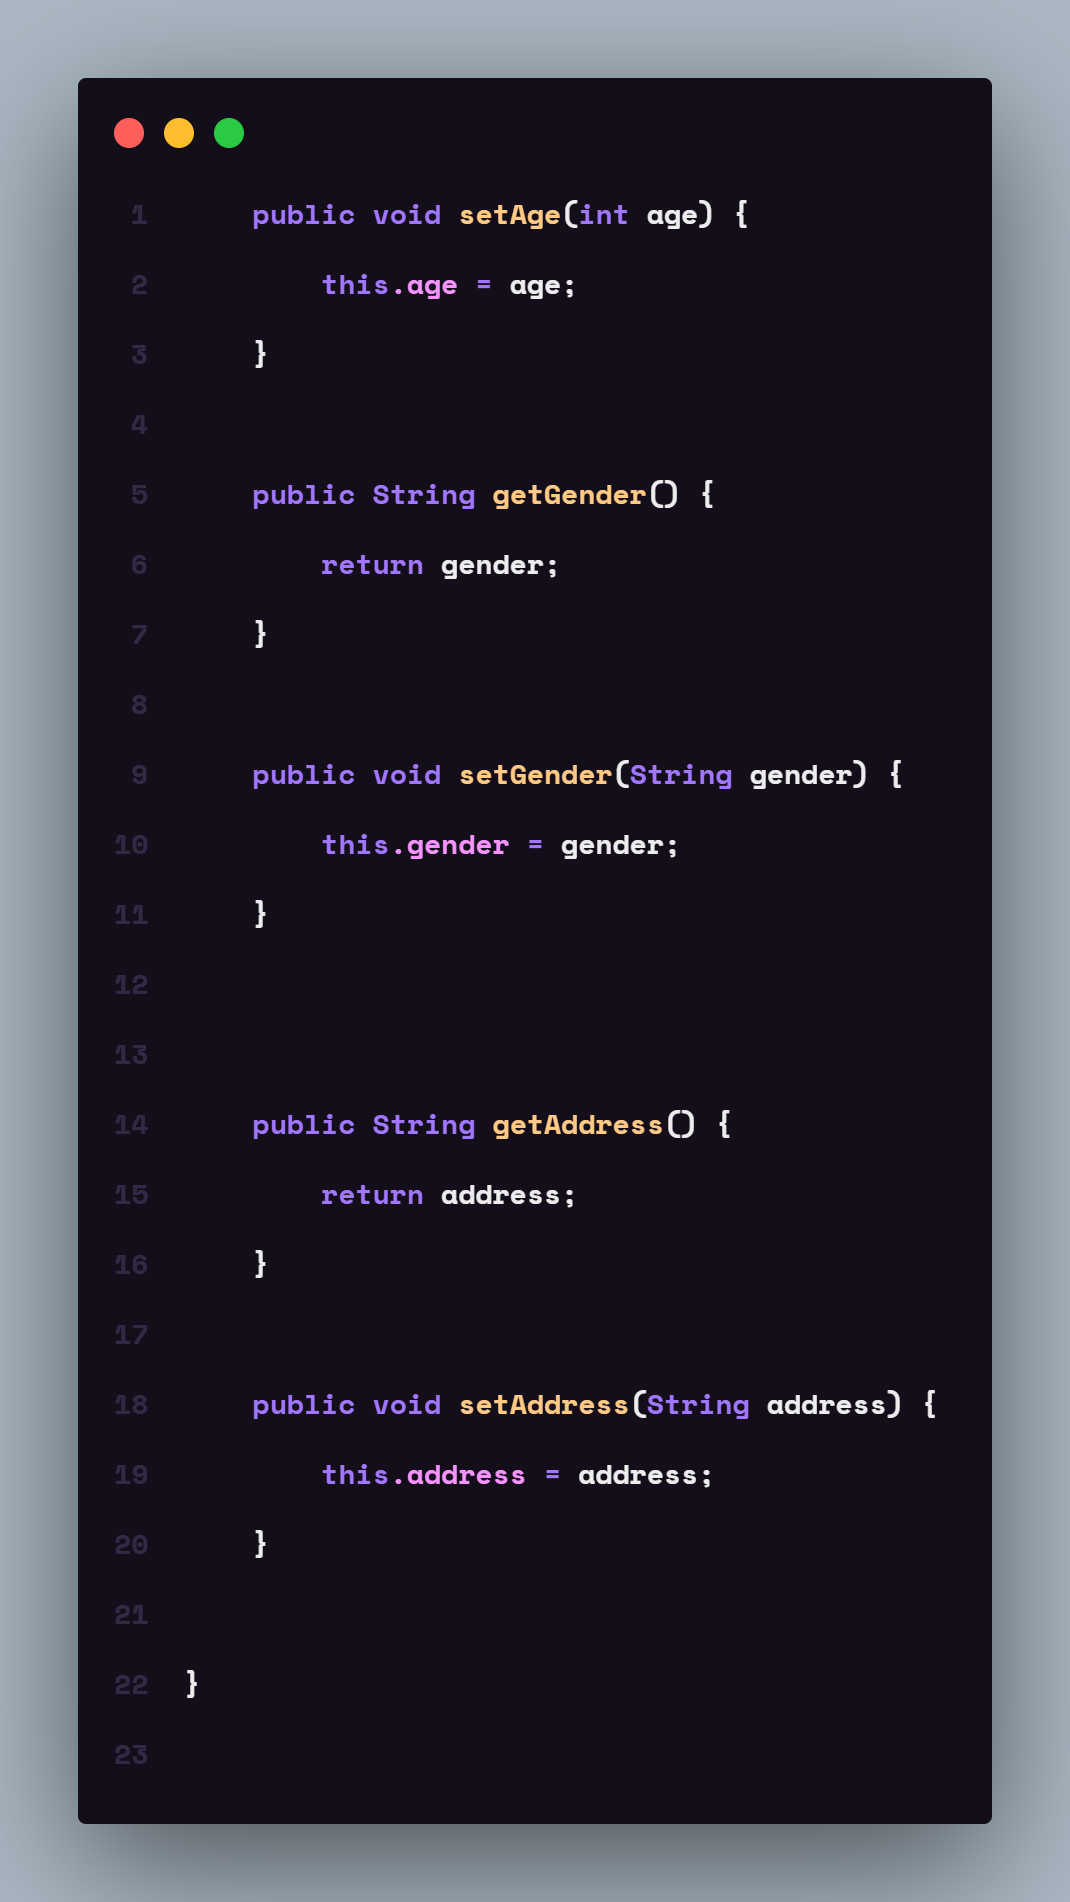 1 public void setAge(int age) {
2 this.age = age;
3 }
4
5 public String getGender() {
6 return gender;
7 }
8
9 public void setGender(String gender) {
10 this.gender = gender;
11 }
12
13
14 public String getAddress() {
15 return address;
16 }
17
18 public void setAddress(String address) {
19 this.address = address;
20 }
21
22 }
23